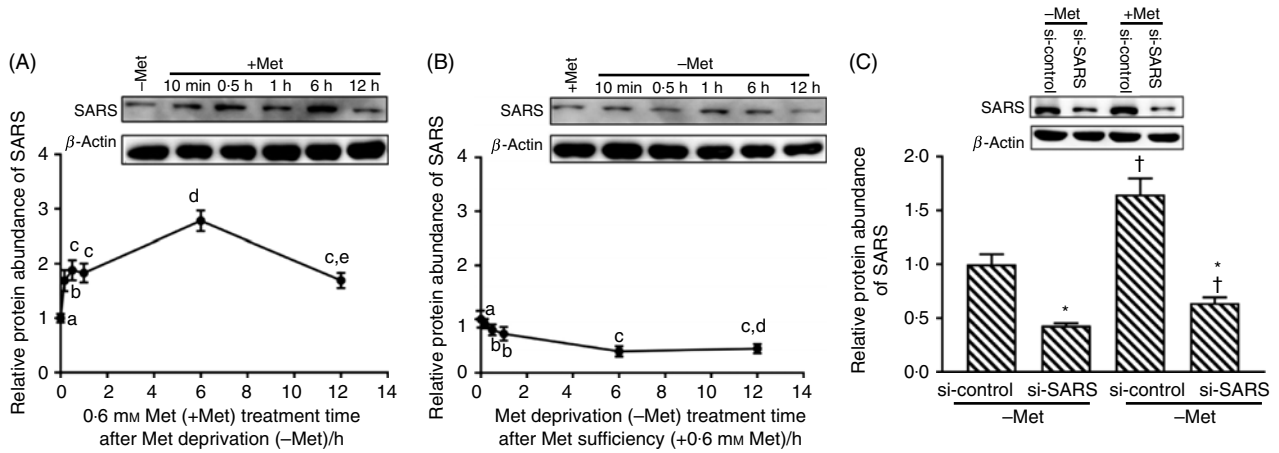 (A)
–Met
+Met
10 min 0·5 h 1 h 6 h 12 h
SARS
β-Actin
Relative protein abundance of SARS
4
3
2
1
0
a
b
c
c
d
c,e
0 2 4 6 8 10 12 14
0·6 mM Met (+Met) treatment time
after Met deprivation (–Met)/h
(B)
+Met
–Met
10 min 0·5 h 1 h 6 h 12 h
SARS
β-Actin
Relative protein abundance of SARS
4
3
2
1
0
a
b
b
c
c,d
0 2 4 6 8 10 12 14
Met deprivation (–Met) treatment time
after Met sufficiency (+0·6 mM Met)/h
(C)
–Met +Met
si-control si-SARS si-control si-SARS
SARS
β-Actin
Relative protein abundance
of SARS
2·0
1·5
1·0
0·5
0·0
*
†
*
†
si-control si-SARS si-control si-SARS
–Met –Met